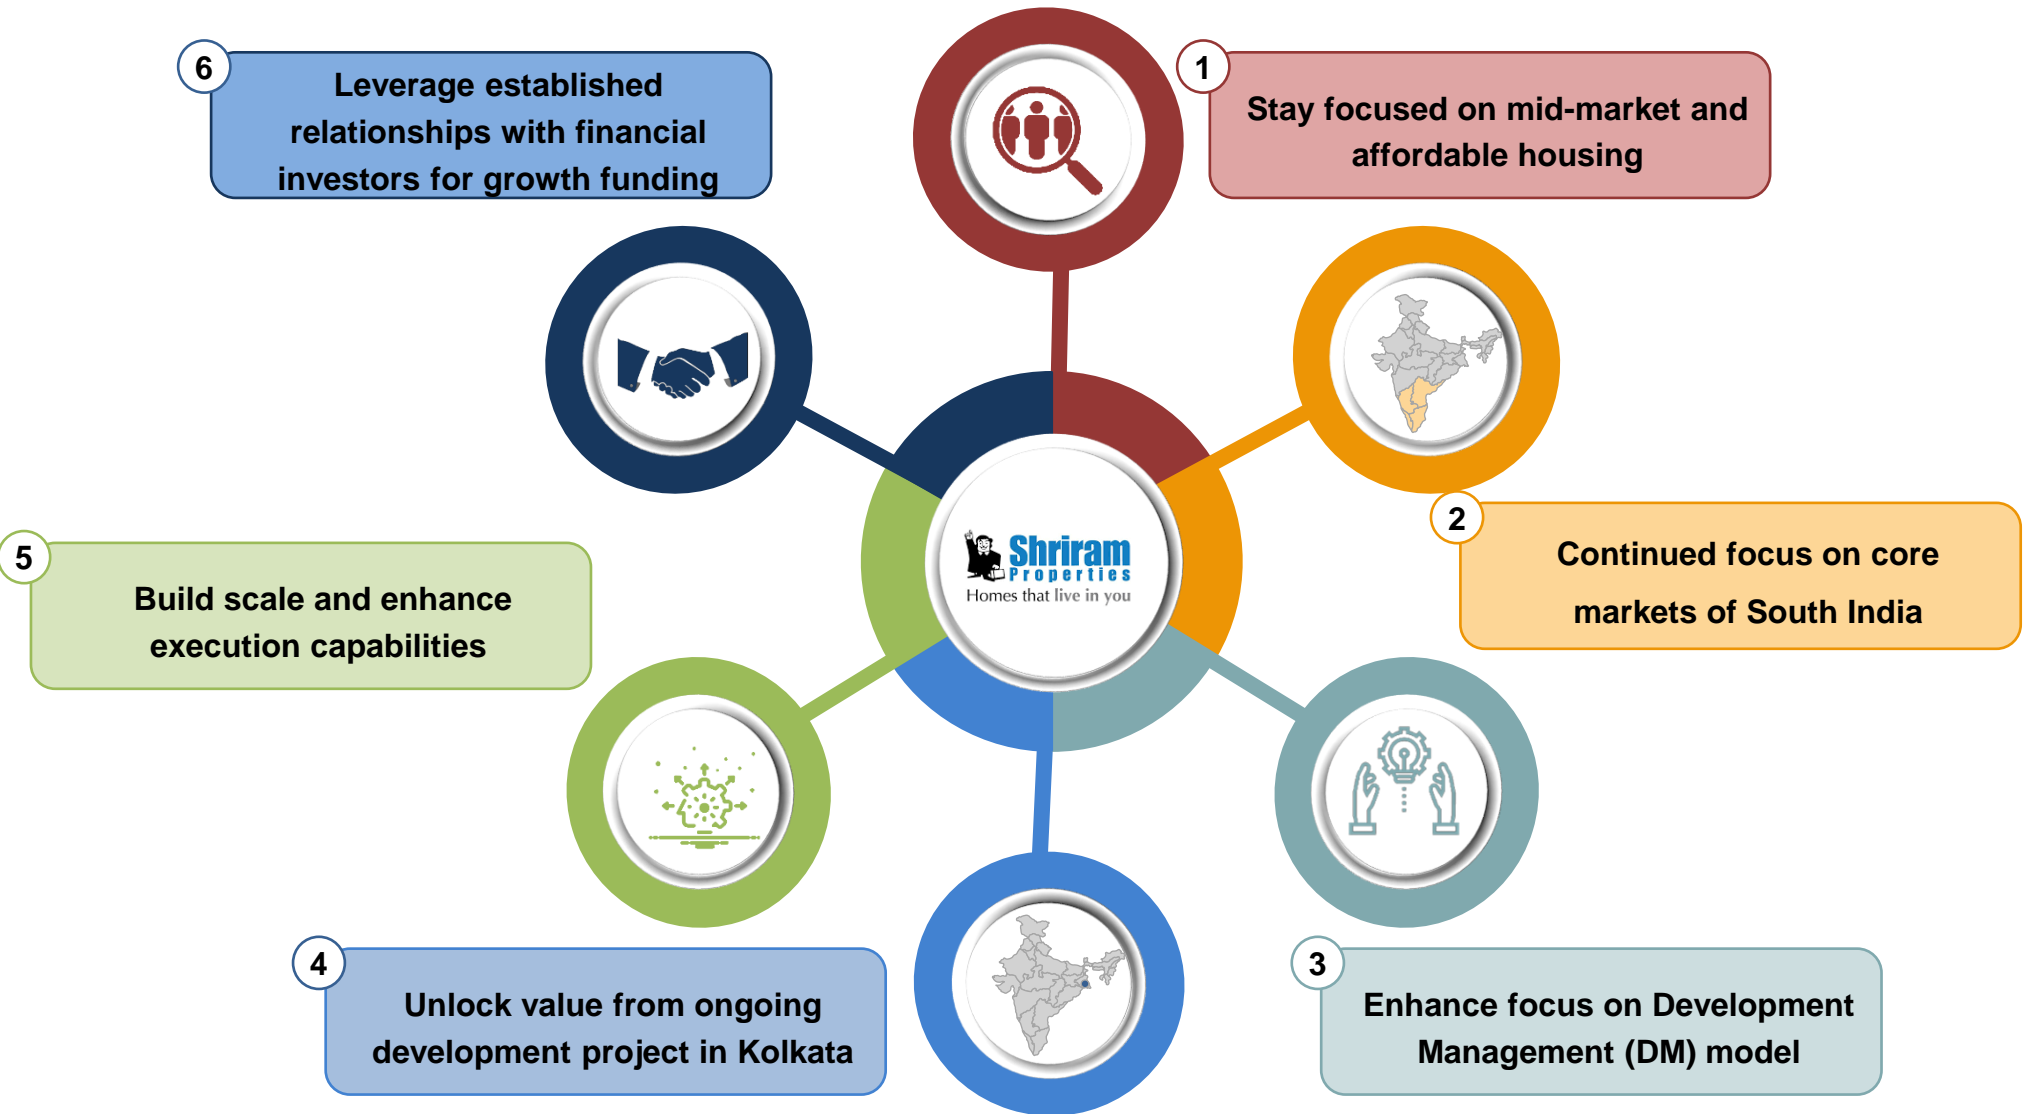 1
Stay focused on mid-market and
affordable housing
2
Continued focus on core
markets of South India
3
Enhance focus on Development
Management (DM) model
4
Unlock value from ongoing
development project in Kolkata
5
Build scale and enhance
execution capabilities
6
Leverage established
relationships with financial
investors for growth funding
Shriram
Properties
Homes that live in you